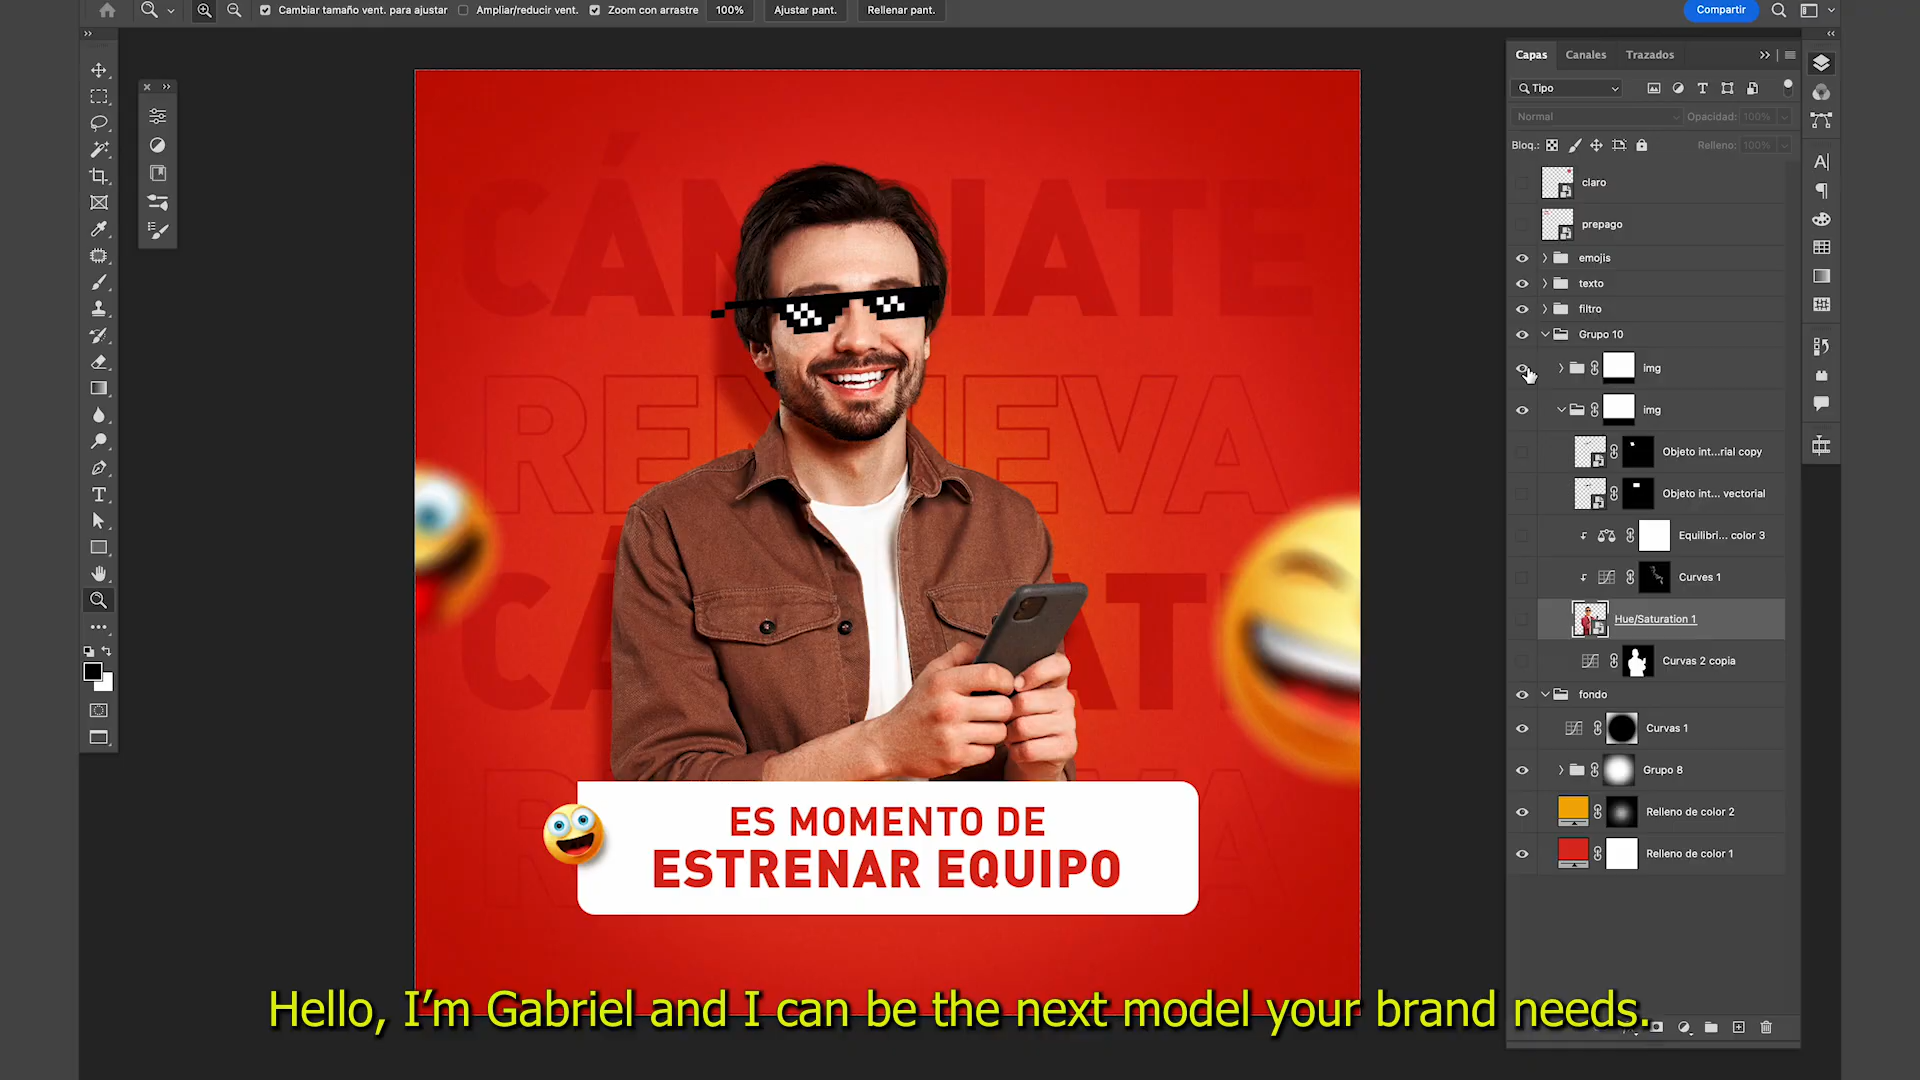 Cambiar tamaño vent. para ajustar Ampliar/reducir vent. Zoom con arrastre 100% Ajustar pant. Rellenar pant. Compartir
Capas Canales Trazados
Tipo
Normal Opacidad: 100%
Bloq.: Relleno: 100%
claro
prepago
emojis
texto
filtro
Grupo 10
img
img
Objeto int...rial copy
Objeto int... vectorial
Equilibri... color 3
Curves 1
Hue/Saturation 1
Curvas 2 copia
fondo
Curvas 1
Grupo 8
Relleno de color 2
Relleno de color 1
ES MOMENTO DE
ESTRENAR EQUIPO
Hello, I'm Gabriel and I can be the next model your brand needs.